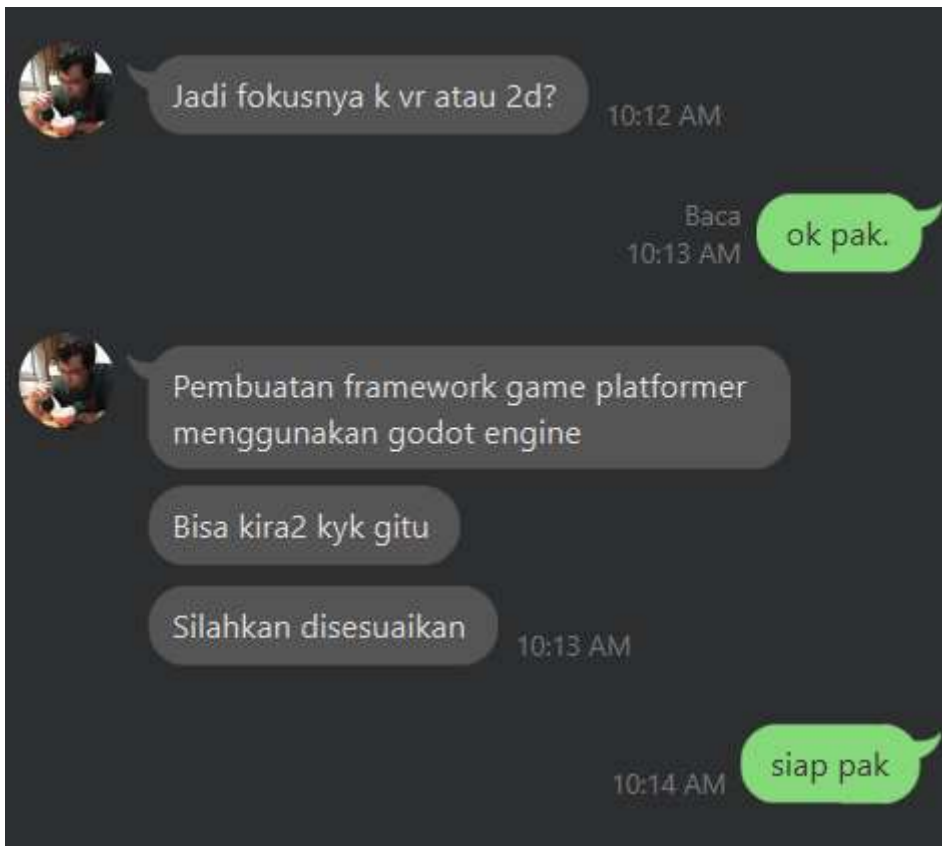 Jadi fokusnya k vr atau 2d?
10:12 AM
Baca
10:13 AM
ok pak.
Pembuatan framework game platformer
menggunakan godot engine
Bisa kira2 kyk gitu
Silahkan disesuaikan
10:13 AM
10:14 AM
siap pak